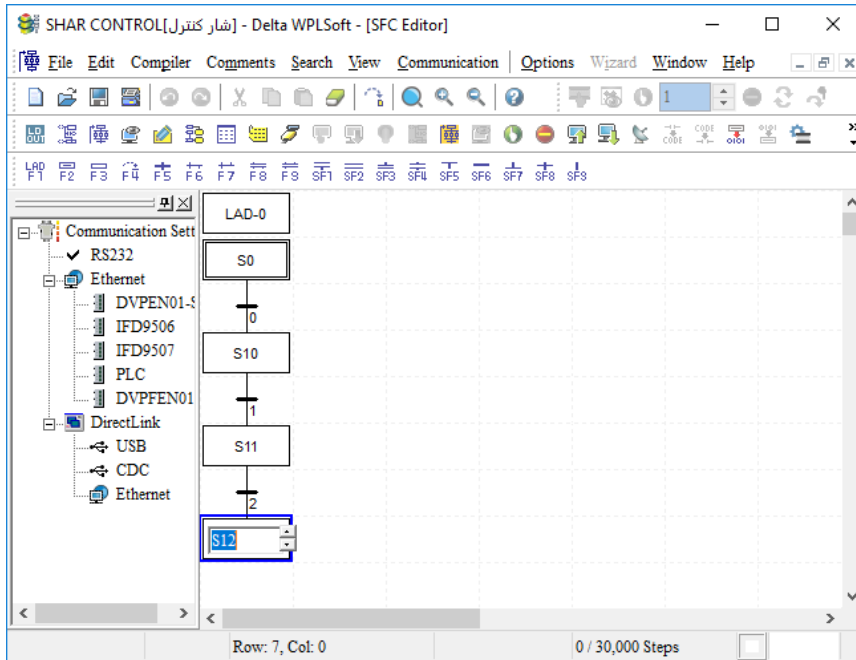 SHAR CONTROL[شار کنترل] - Delta WPLSoft - [SFC Editor]
File Edit Compiler Comments Search View Communication Options Wizard Window Help
1
LAD F1 F2 F3 F4 F5 F6 F7 F8 F9 SF1 SF2 SF3 SF4 SF5 SF6 SF7 SF8 SF9
Communication Sett
RS232
Ethernet
DVPEN01-S
IFD9506
IFD9507
PLC
DVPFEN01
DirectLink
USB
CDC
Ethernet
LAD-0
S0
0
S10
1
S11
2
S12
Row: 7, Col: 0 0 / 30,000 Steps